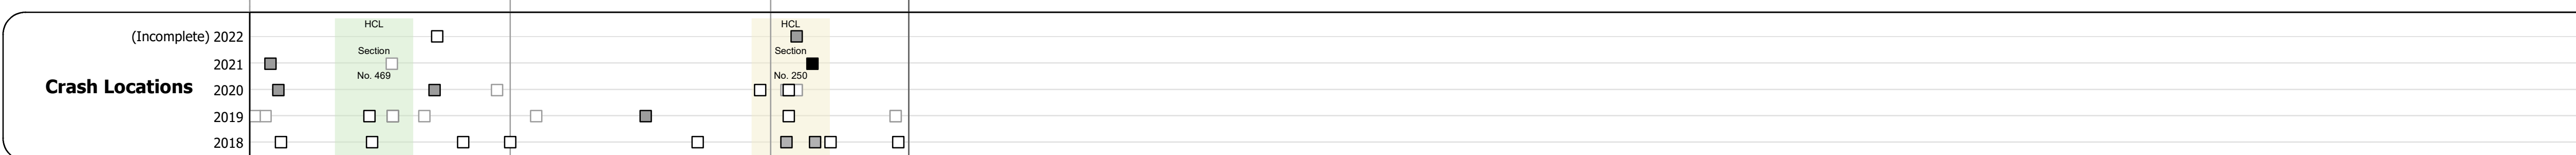 HCL
HCL
(Incomplete) 2022
Section
Section
2021
No. 469
No. 250
Crash Locations
2020
2019
2018